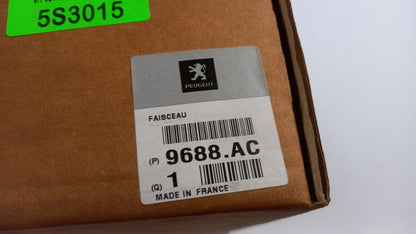 5S3015
PEUGEOT
FAISCEAU
(P) 9688.AC
(Q) 1
MADE IN FRANCE